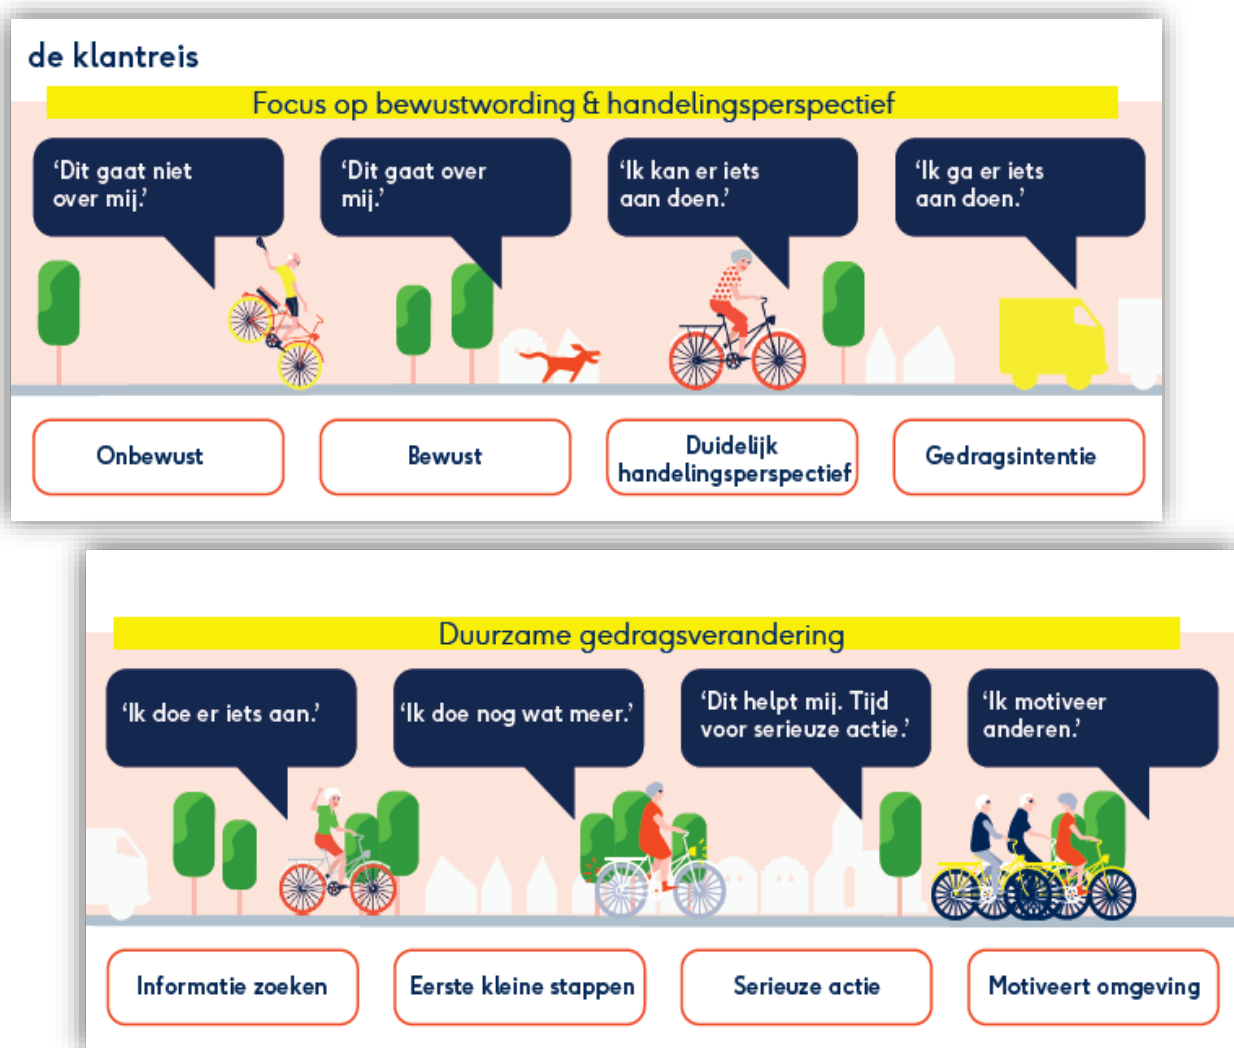 de klantreis
Focus op bewustwording & handelingsperspectief
‘Dit gaat niet
over mij.’
‘Dit gaat over
mij.’
‘Ik kan er iets
aan doen.’
‘Ik ga er iets
aan doen.’
Onbewust
Bewust
Duidelijk
handelingsperspectief
Gedragsintentie
Duurzame gedragsverandering
‘Ik doe er iets aan.’
‘Ik doe nog wat meer.’
‘Dit helpt mij. Tijd
voor serieuze actie.’
‘Ik motiveer
anderen.’
Informatie zoeken
Eerste kleine stappen
Serieuze actie
Motiveert omgeving